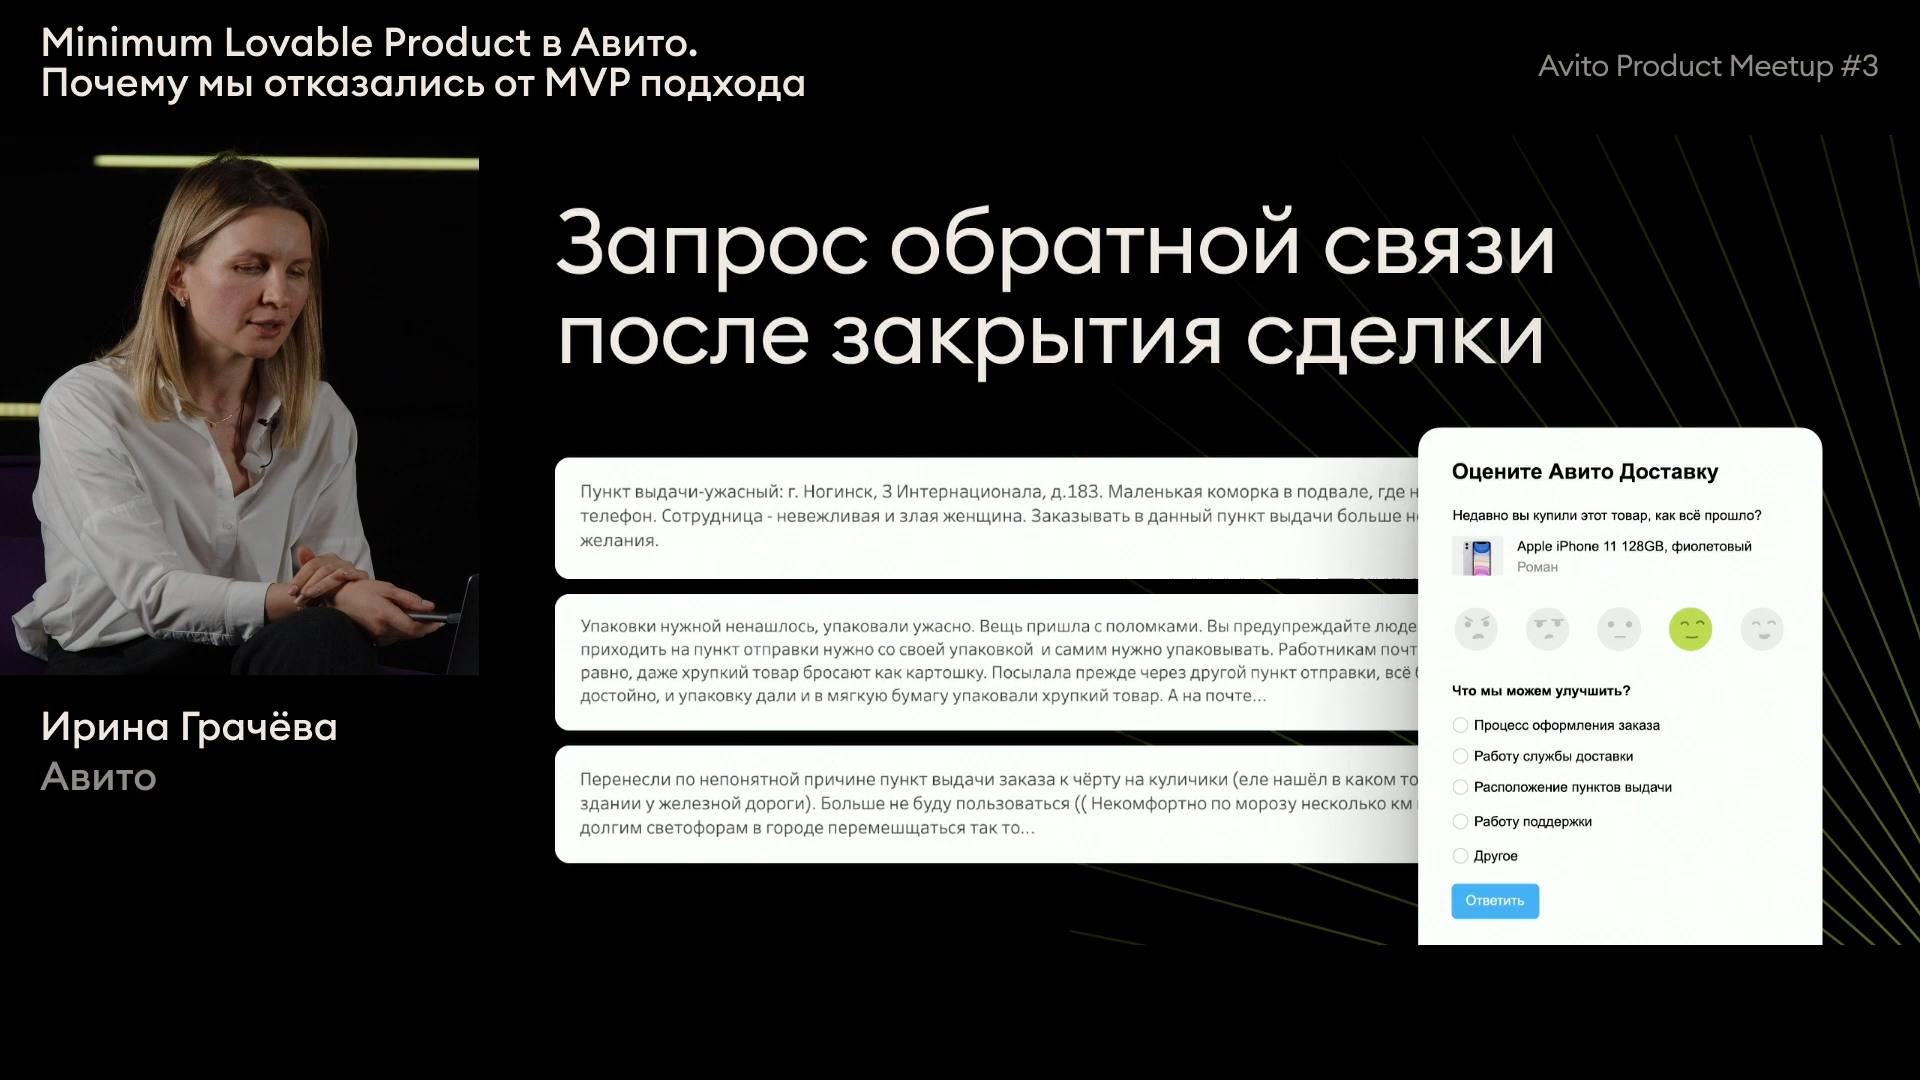 Minimum Lovable Product в Авито.
Почему мы отказались от MVP подхода
Avito Product Meetup #3
Запрос обратной связи
после закрытия сделки
Пункт выдачи-ужасный: г. Ногинск, 3 Интернационала, д.183. Маленькая коморка в подвале, где
телефон. Сотрудница - невежливая и злая женщина. Заказывать в данный пункт выдачи больше
желания.
Упаковки нужной ненашлось, упаковали ужасно. Вещь пришла с поломками. Вы предупреждайте люде
приходить на пункт отправки нужно со своей упаковкой и самим нужно упаковывать. Работникам почт
равно, даже хрупкий товар бросают как картошку. Посылала прежде через другой пункт отправки, всё
достойно, и упаковку дали и в мягкую бумагу упаковали хрупкий товар. А на почте...
Перенесли по непонятной причине пункт выдачи заказа к чёрту на куличики (еле нашёл в каком то
здании у железной дороги). Больше не буду пользоваться (( Некомфортно по морозу несколько км
долгим светофорам в городе перемешщаться так то...
Оцените Авито Доставку
Недавно вы купили этот товар, как всё прошло?
Apple iPhone 11 128GB, фиолетовый
Роман
Что мы можем улучшить?
Процесс оформления заказа
Работу службы доставки
Расположение пунктов выдачи
Работу поддержки
Другое
Ответить
Ирина Грачёва
Авито